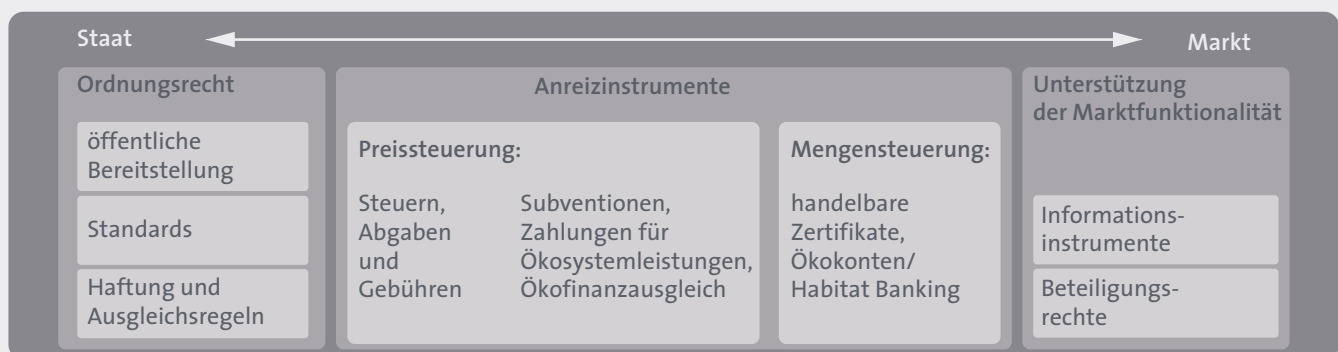 Staat
Markt
Ordnungsrecht
öffentliche
Bereitstellung
Standards
Haftung und
Ausgleichsregeln
Anreizinstrumente
Preissteuerung:
Steuern,
Abgaben
und
Gebühren
Subventionen,
Zahlungen für
Ökosystemleistungen,
Ökofinanzausgleich
Mengensteuerung:
handelbare
Zertifikate,
Ökokonten/
Habitat Banking
Unterstützung
der Marktfunktionalität
Informations-
instrumente
Beteiligungs-
rechte